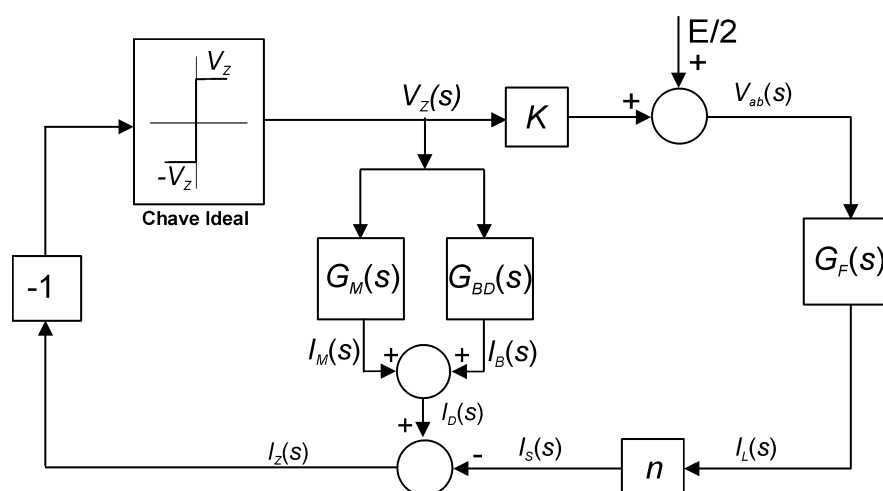 V_Z
-V_Z
Chave Ideal
V_Z(s)
K
E/2
+
+
V_ab(s)
-1
G_M(s)
G_BD(s)
G_F(s)
I_M(s)
+
+
I_B(s)
+
I_D(s)
I_Z(s)
-
I_S(s)
n
I_L(s)